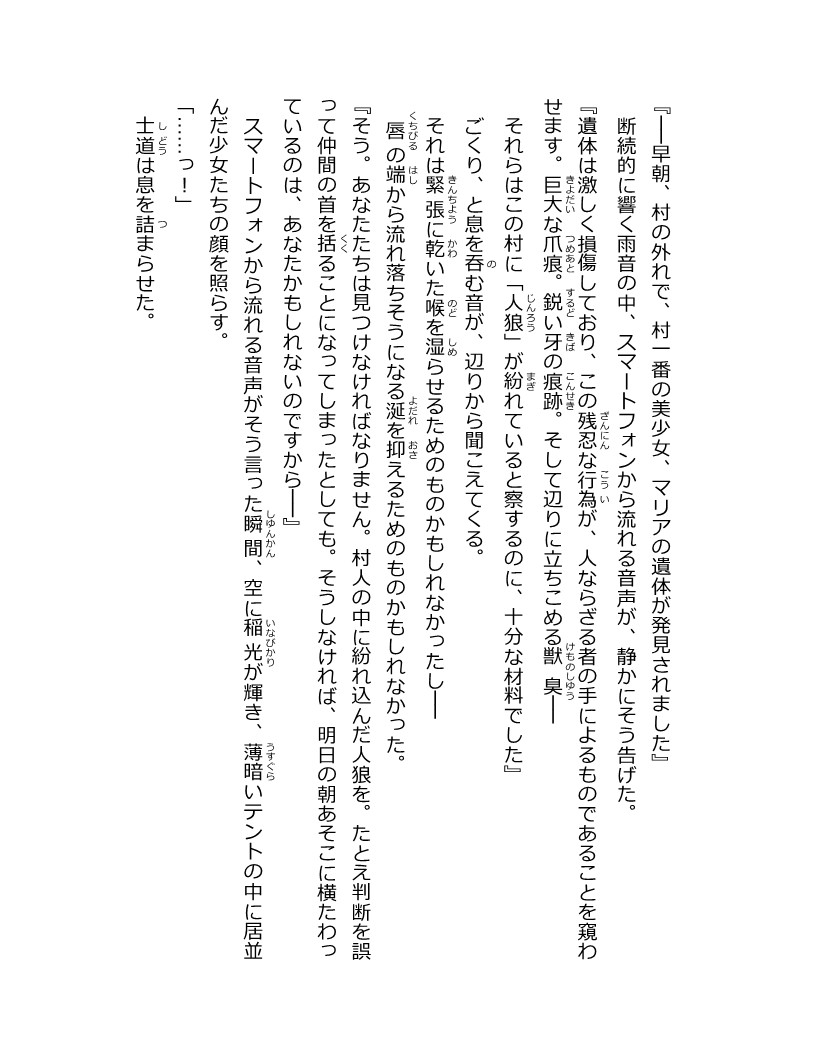 『――早朝、村の外れで、村一番の美少女、マリアの遺体が発見されました』
断続的に響く雨音の中、スマートフォンから流れる音声が、静かにそう告げた。
『遺体は激しく損傷しており、この残忍な行為が、人ならざる者の手によるものであることを窺わ
せます。巨大な爪痕。鋭い牙の痕跡。そして辺りに立ちこめる獣臭――
それらはこの村に「人狼」が紛れていると察するのに、十分な材料でした』
ごくり、と息を呑む音が、辺りから聞こえてくる。
それは緊張に乾いた喉を湿らせるためのものかもしれなかったし――
唇の端から流れ落ちそうになる涎を抑えるためのものかもしれなかった。
『そう。あなたたちは見つけなければなりません。村人の中に紛れ込んだ人狼を。たとえ判断を誤
って仲間の首を括ることになってしまったとしても。そうしなければ、明日の朝あそこに横たわっ
ているのは、あなたかもしれないのですから――』
スマートフォンから流れる音声がそう言った瞬間、空に稲光が輝き、薄暗いテントの中に居並
んだ少女たちの顔を照らす。
「……っ！」
士道は息を詰まらせた。